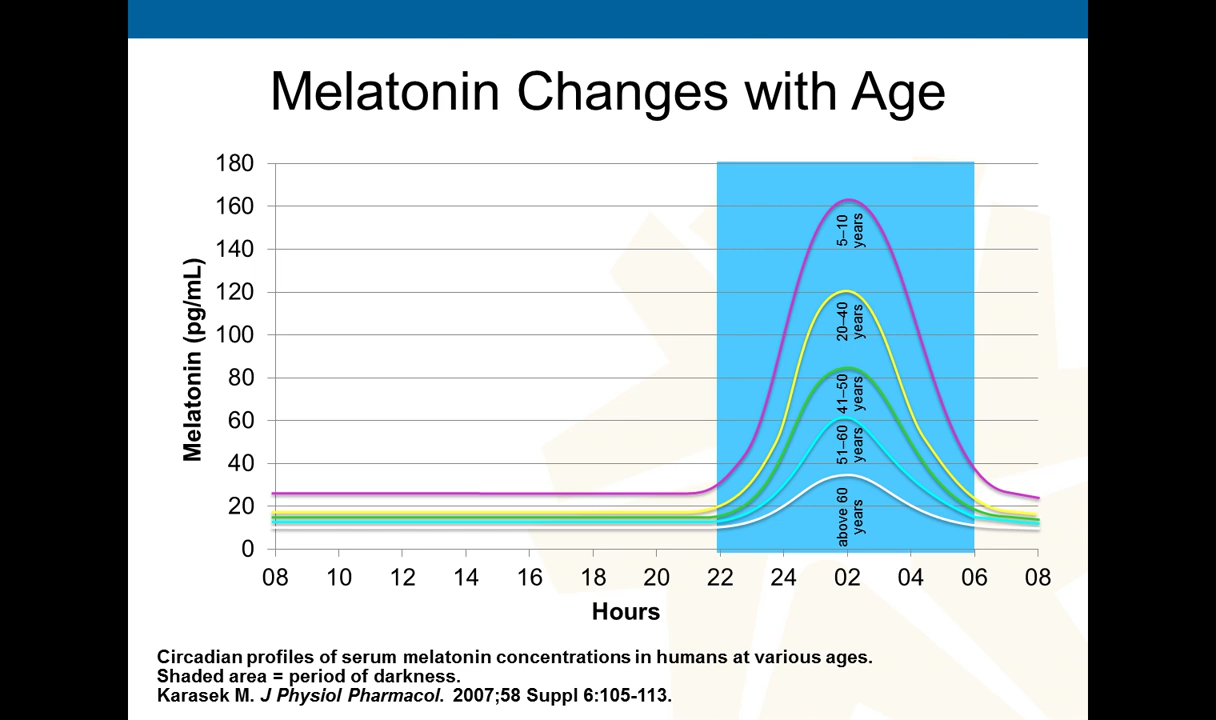 Melatonin Changes with Age
Melatonin (pg/mL)
180
160
140
120
100
80
60
40
20
0
5–10
years
20–40
years
41–50
years
51–60
years
above 60
years
08 10 12 14 16 18 20 22 24 02 04 06 08
Hours
Circadian profiles of serum melatonin concentrations in humans at various ages.
Shaded area = period of darkness.
Karasek M. J Physiol Pharmacol. 2007;58 Suppl 6:105-113.